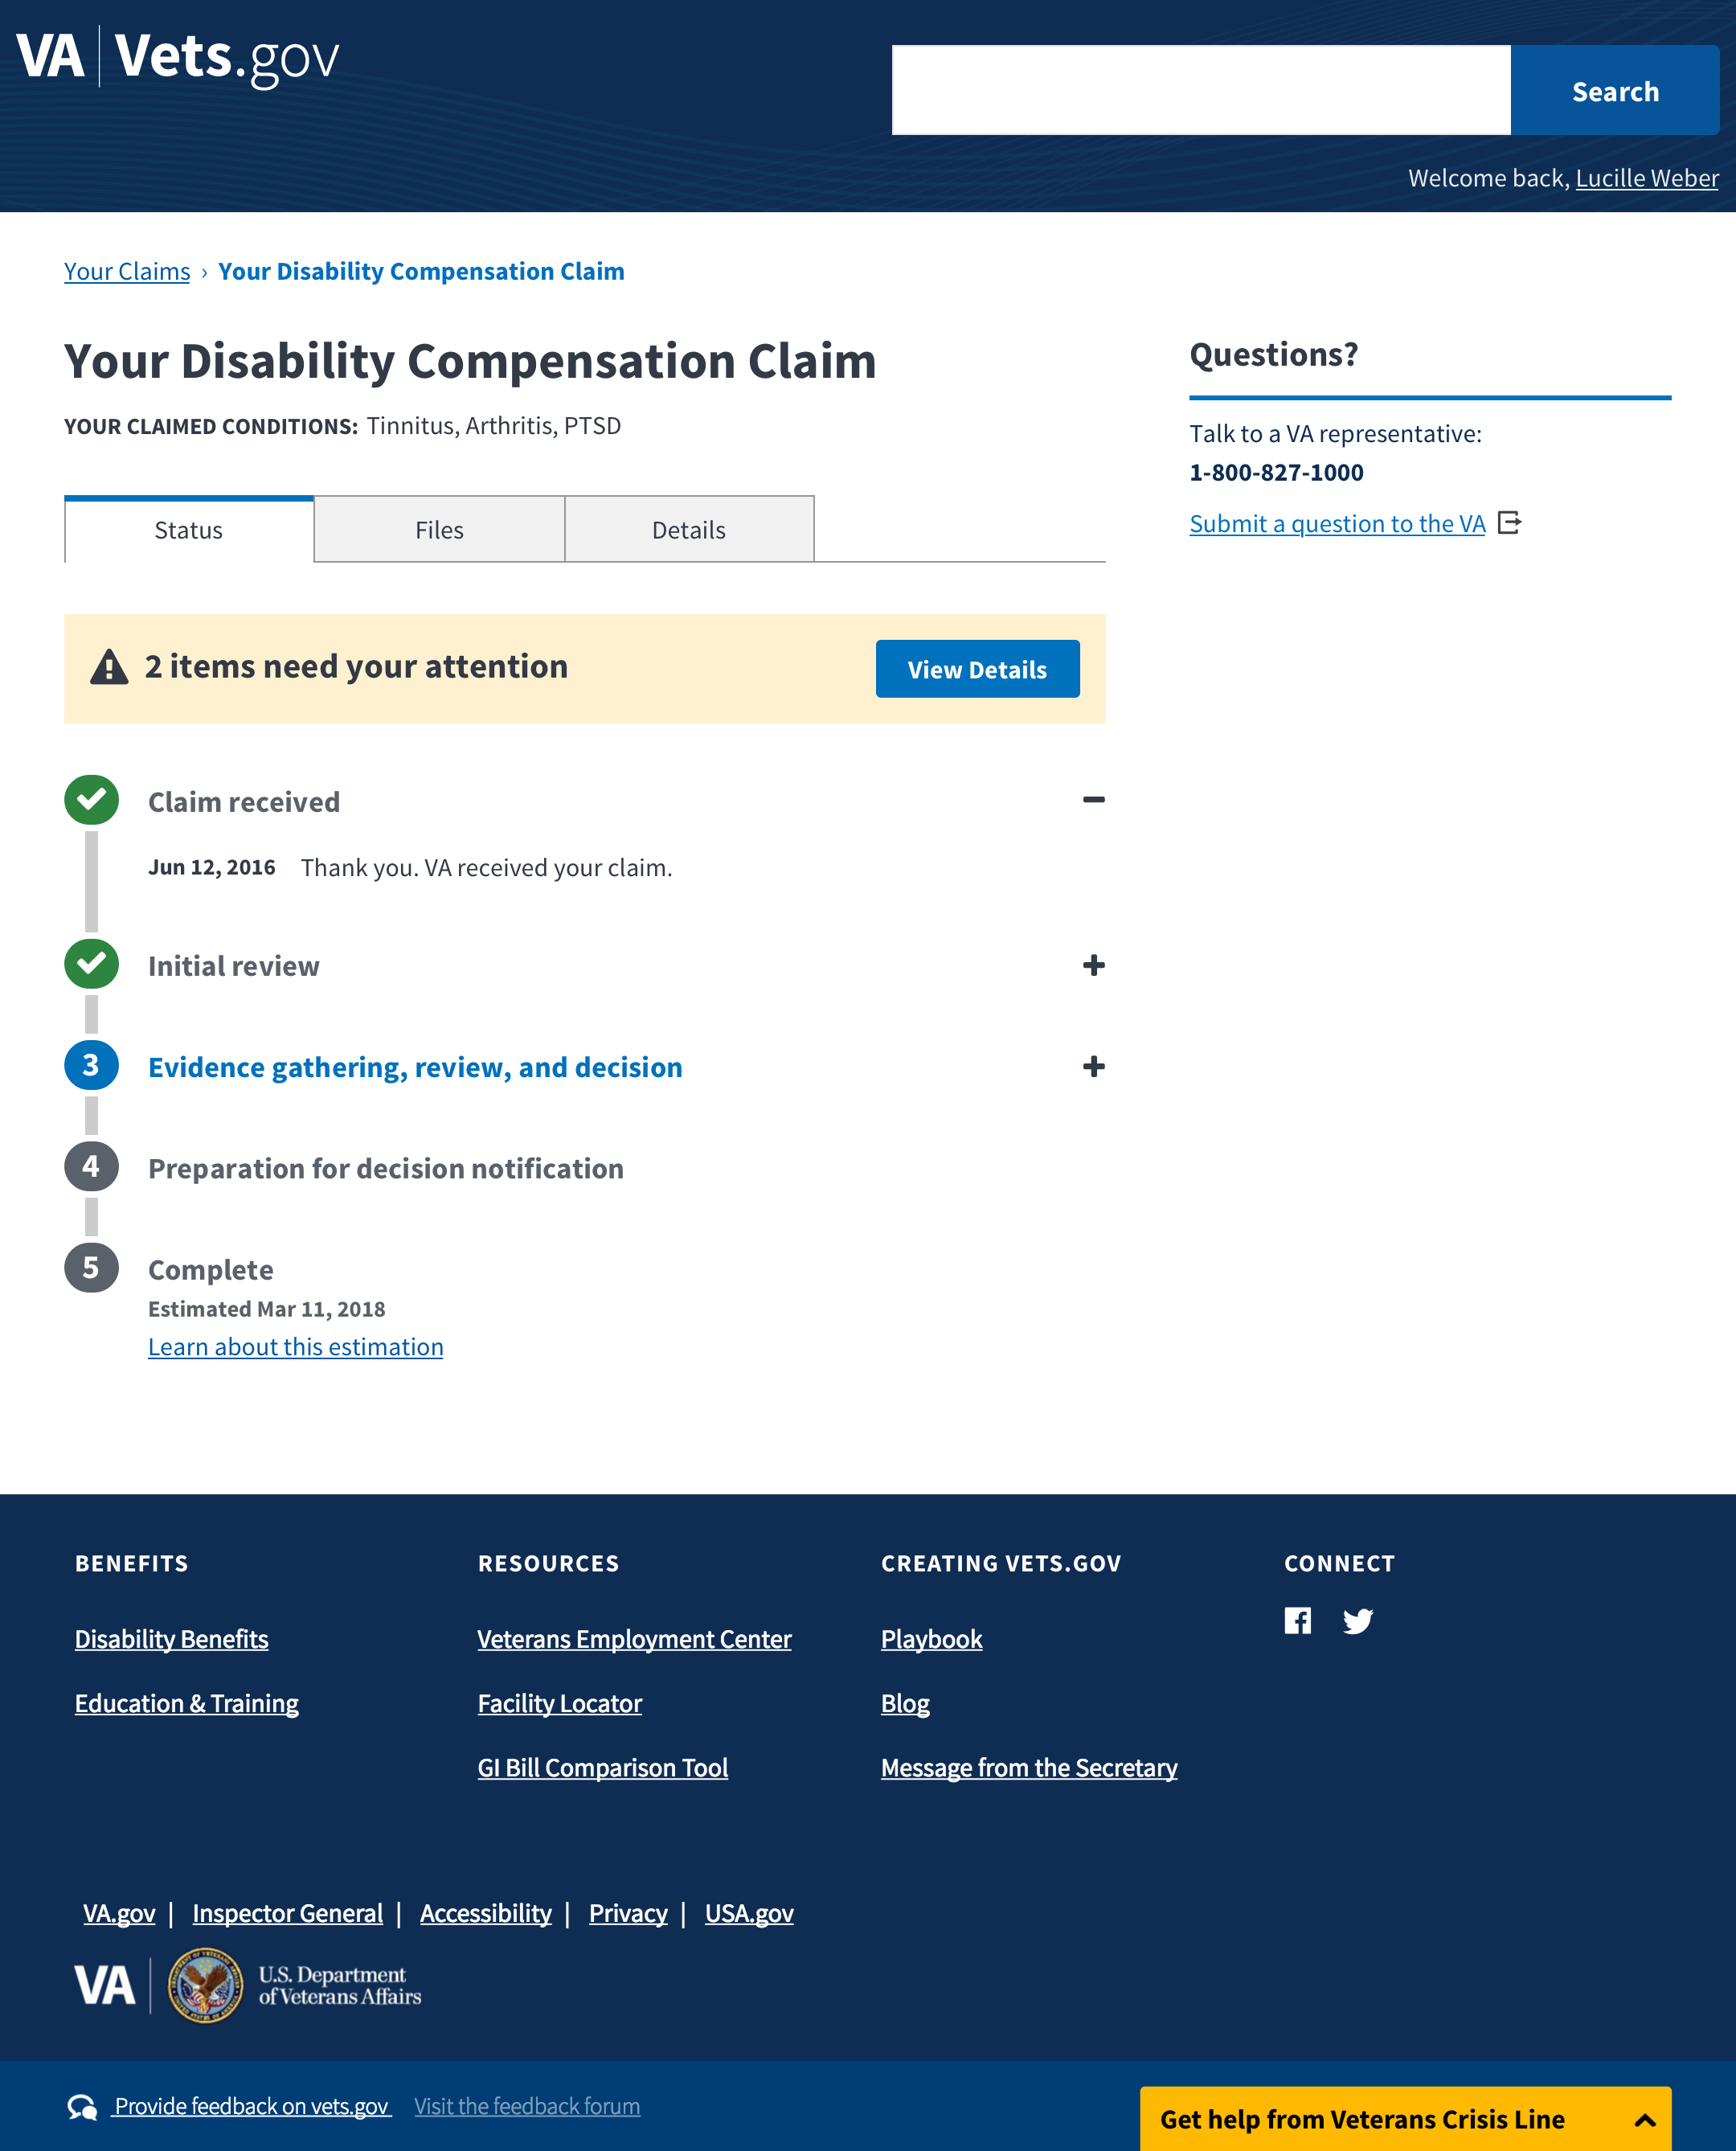 VA | Vets.gov
Search
Welcome back, Lucille Weber
Your Claims › Your Disability Compensation Claim
Your Disability Compensation Claim
YOUR CLAIMED CONDITIONS: Tinnitus, Arthritis, PTSD
Questions?
Talk to a VA representative:
1-800-827-1000
Submit a question to the VA
Status
Files
Details
2 items need your attention
View Details
Claim received
Jun 12, 2016 Thank you. VA received your claim.
Initial review
3 Evidence gathering, review, and decision
4 Preparation for decision notification
5 Complete
Estimated Mar 11, 2018
Learn about this estimation
BENEFITS
Disability Benefits
Education & Training
RESOURCES
Veterans Employment Center
Facility Locator
GI Bill Comparison Tool
CREATING VETS.GOV
Playbook
Blog
Message from the Secretary
CONNECT
VA.gov | Inspector General | Accessibility | Privacy | USA.gov
VA
U.S. Department
of Veterans Affairs
Provide feedback on vets.gov Visit the feedback forum
Get help from Veterans Crisis Line